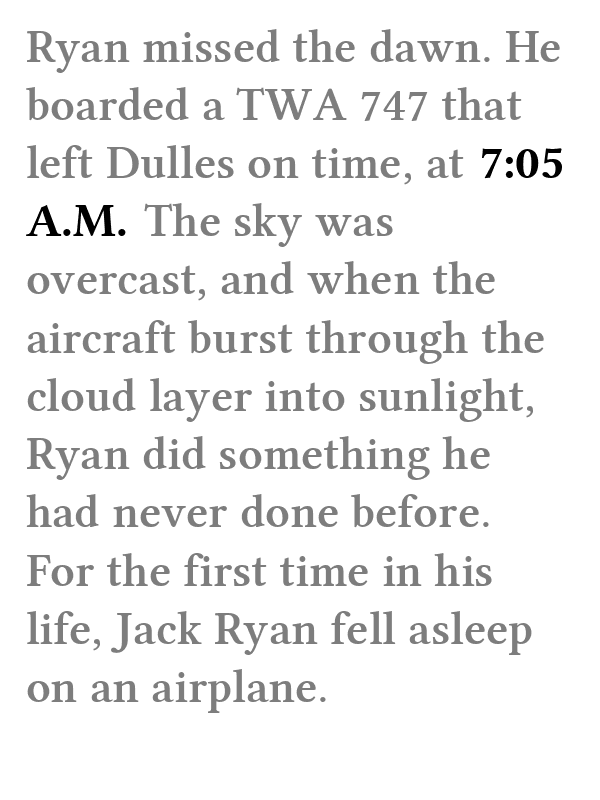 Ryan missed the dawn. He
boarded a TWA 747 that
left Dulles on time, at 7:05
A.M. The sky was
overcast, and when the
aircraft burst through the
cloud layer into sunlight,
Ryan did something he
had never done before.
For the first time in his
life, Jack Ryan fell asleep
on an airplane.